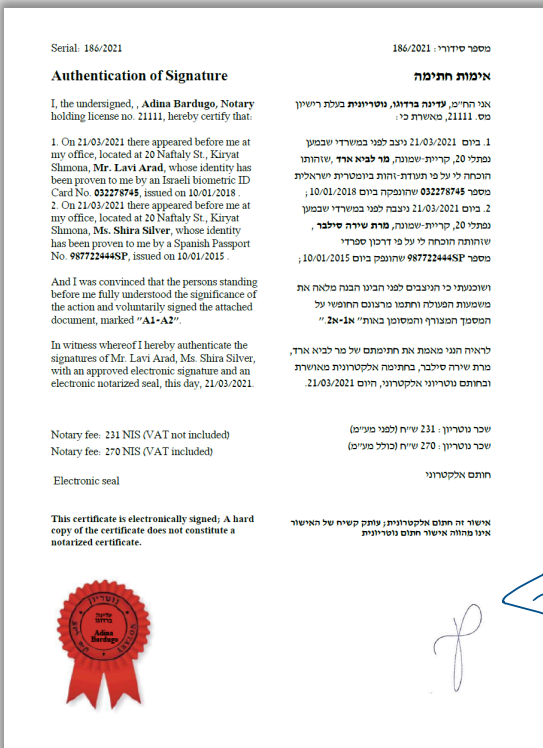 Serial: 186/2021
Authentication of Signature
I, the undersigned, , Adina Bardugo, Notary
holding license no. 21111, hereby certify that:
1. On 21/03/2021 there appeared before me at
my office, located at 20 Naftaly St., Kiryat
Shmona, Mr. Lavi Arad, whose identity has
been proven to me by an Israeli biometric ID
Card No. 032278745, issued on 10/01/2018 .
2. On 21/03/2021 there appeared before me at
my office, located at 20 Naftaly St., Kiryat
Shmona, Ms. Shira Silver, whose identity
has been proven to me by a Spanish Passport
No. 987722444SP, issued on 10/01/2015 .
And I was convinced that the persons standing
before me fully understood the significance of
the action and voluntarily signed the attached
document, marked "A1-A2".
In witness whereof I hereby authenticate the
signatures of Mr. Lavi Arad, Ms. Shira Silver,
with an approved electronic signature and an
electronic notarized seal, this day, 21/03/2021.
Notary fee: 231 NIS (VAT not included)
Notary fee: 270 NIS (VAT included)
Electronic seal
This certificate is electronically signed; A hard
copy of the certificate does not constitute a
notarized certificate.
מספר סידורי : 186/2021
אימות חתימה
אני הח״מ, עדינה ברדוגו, נוטריונית בעלת רישיון
מס. 21111, מאשרת כי :
1. ביום 21/03/2021 ניצב לפני במשרדי שבמען
נפתלי 20, קריית-שמונה, מר לביא ארד ,שזהותו
הוכחה לי על פי תעודת-זהות ביומטרית ישראלית
מספר 032278745 שהונפקה ביום 10/01/2018 ;
2. ביום 21/03/2021 ניצבה לפני במשרדי שבמען
נפתלי 20, קריית-שמונה, מרת שירה סילבר ,
שזהותה הוכחה לי על פי דרכון ספרדי
מספר 987722444SP שהונפק ביום 10/01/2015 ;
ושוכנעתי כי הניצבים לפני הבינו הבנה מלאה את
משמעות הפעולה וחתמו מרצונם החופשי על
המסמך המצורף והמסומן באות״ א1-א2.״
לראיה הנני מאמת את חתימתם של מר לביא ארד,
מרת שירה סילבר, בחתימה אלקטרונית מאושרת
ובחותם נוטריוני אלקטרוני, היום 21/03/2021.
שכר נוטריון : 231 ש״ח (לפני מע״מ)
שכר נוטריון : 270 ש״ח (כולל מע״מ)
חותם אלקטרוני
אישור זה חתום אלקטרונית; עותק קשיח של האישור
אינו מהווה אישור חתום נוטריונית
נוטריון
עדינה
ברדוגו
Adina
Bardugo
NOTARY